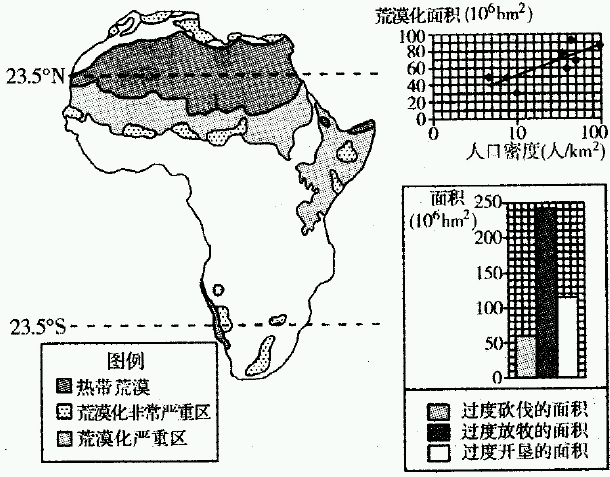 荒漠化面积(10⁶hm²)
100
80
60
40
20
0
0 10 100
人口密度(人/km²)
23.5°N
23.5°S
图例
热带荒漠
荒漠化非常严重区
荒漠化严重区
面积
(10⁶hm²)
250
200
150
100
50
0
过度砍伐的面积
过度放牧的面积
过度开垦的面积